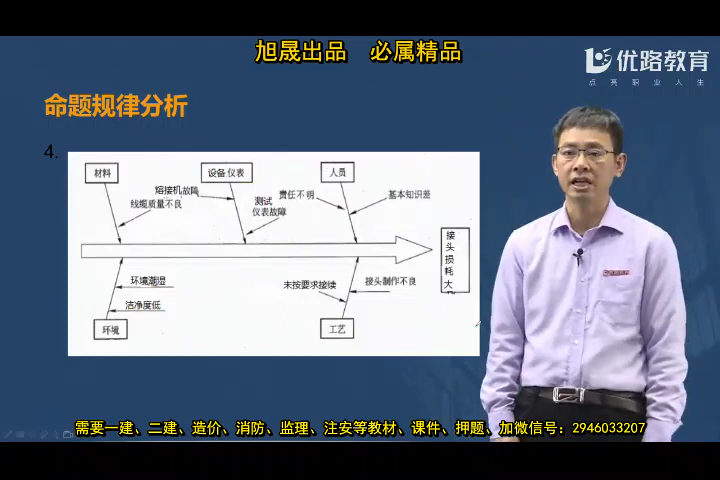 旭晟出品 必属精品
优路教育
点亮职业人生
命题规律分析
4.
材料
设备仪表
人员
熔接机故障
线缆质量不良
测试
仪表故障
责任不明
基本知识差
接头损耗大
环境潮湿
洁净度低
未按要求接续
接头制作不良
环境
工艺
需要一建、二建、造价、消防、监理、注安等教材、课件、押题、加微信号：2946033207